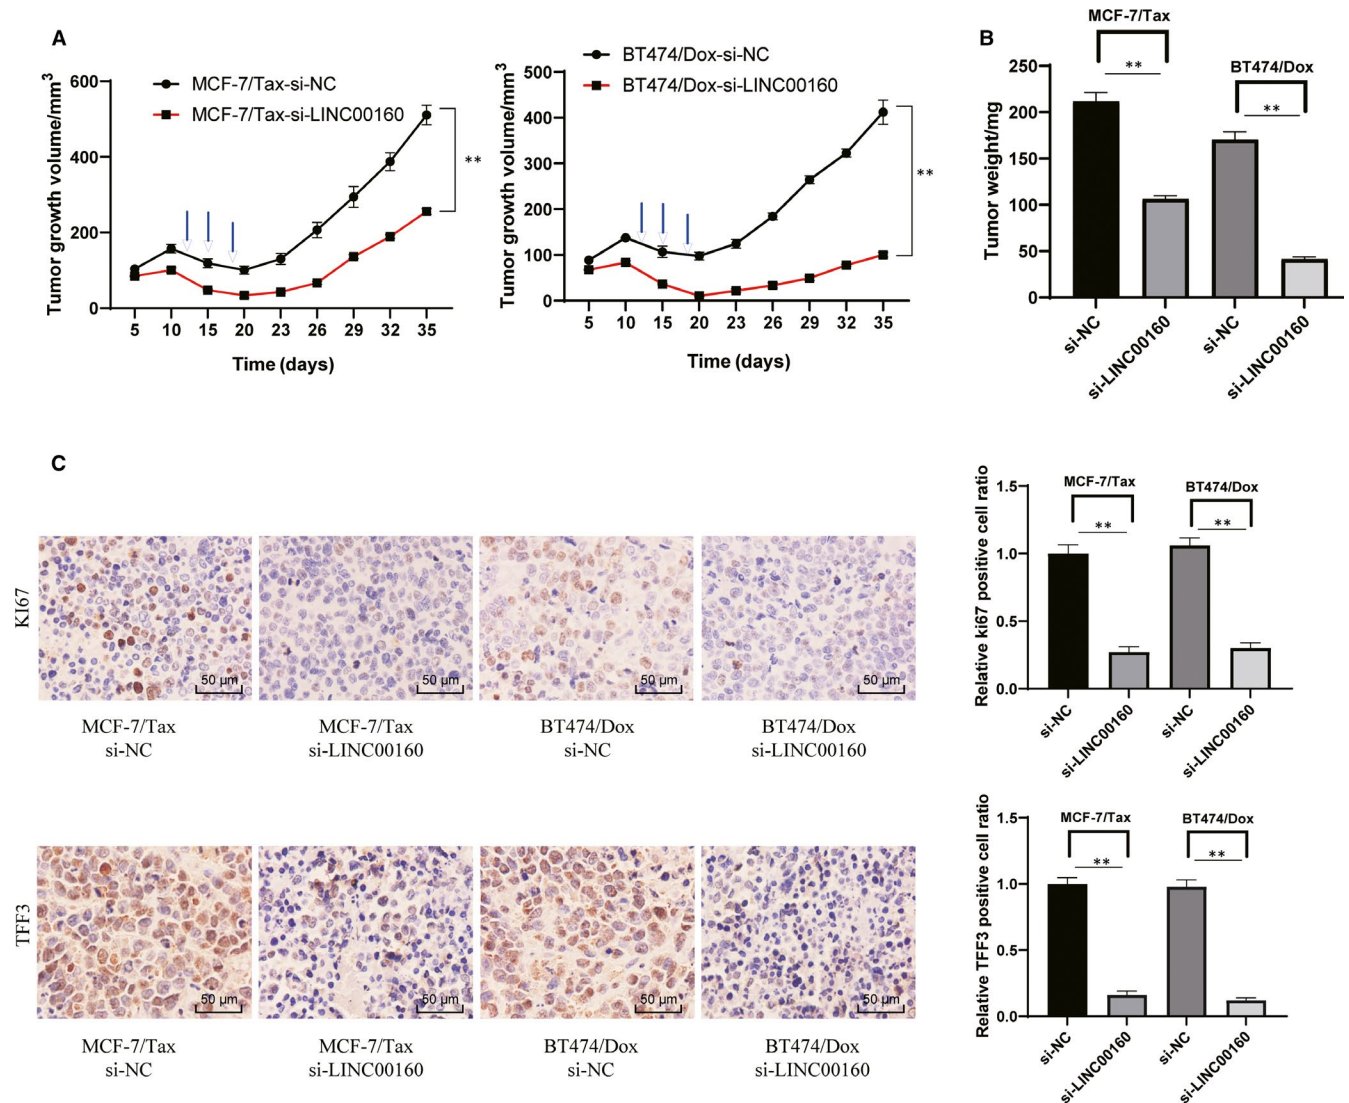 A
MCF-7/Tax-si-NC
MCF-7/Tax-si-LINC00160
Tumor growth volume/mm3
600
400
200
0
**
5 10 15 20 23 26 29 32 35
Time (days)
BT474/Dox-si-NC
BT474/Dox-si-LINC00160
Tumor growth volume/mm3
500
400
300
200
100
0
**
5 10 15 20 23 26 29 32 35
Time (days)
B
MCF-7/Tax
**
BT474/Dox
**
Tumor weight/mg
250
200
150
100
50
0
si-NC
si-LINC00160
si-NC
si-LINC00160
C
KI67
50 µm
50 µm
50 µm
50 µm
MCF-7/Tax
si-NC
MCF-7/Tax
si-LINC00160
BT474/Dox
si-NC
BT474/Dox
si-LINC00160
Relative ki67 positive cell ratio
1.5
1.0
0.5
0.0
MCF-7/Tax
**
BT474/Dox
**
si-NC
si-LINC00160
si-NC
si-LINC00160
TFF3
50 µm
50 µm
50 µm
50 µm
MCF-7/Tax
si-NC
MCF-7/Tax
si-LINC00160
BT474/Dox
si-NC
BT474/Dox
si-LINC00160
Relative TFF3 positive cell ratio
1.5
1.0
0.5
0.0
MCF-7/Tax
**
BT474/Dox
**
si-NC
si-LINC00160
si-NC
si-LINC00160